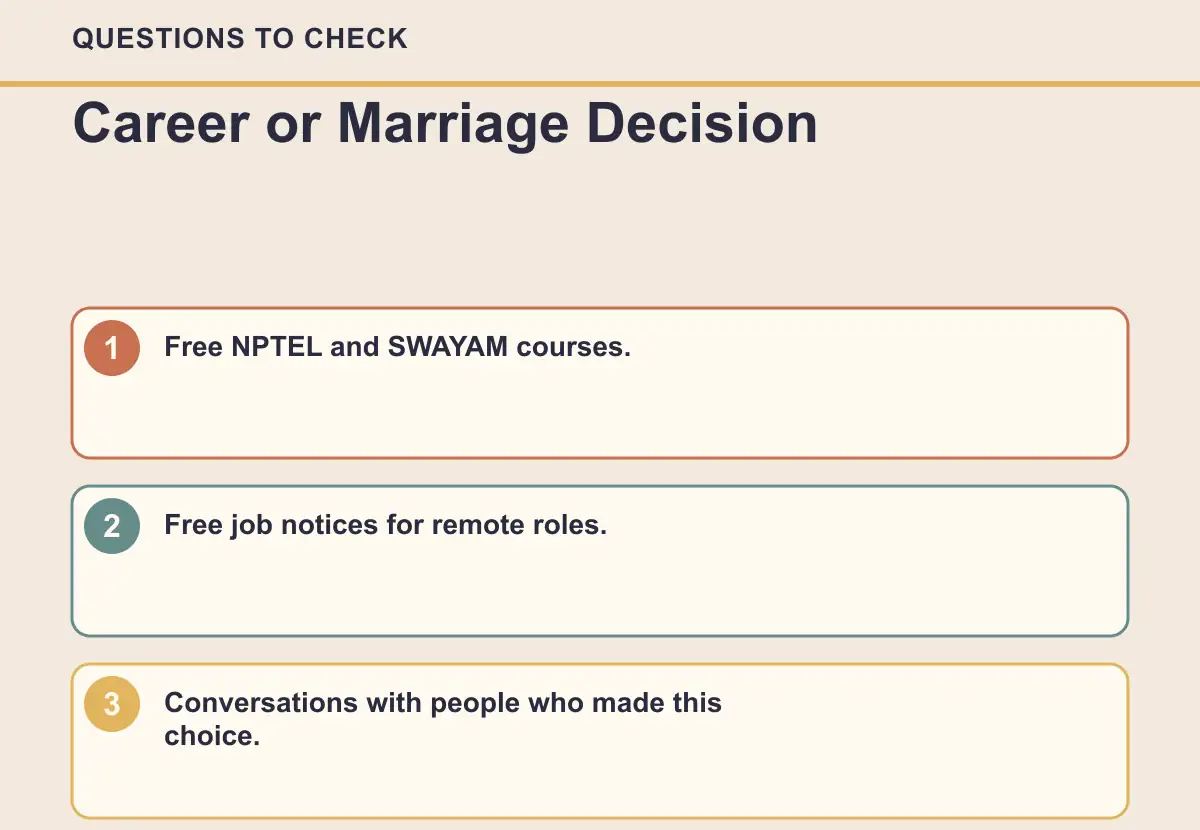 QUESTIONS TO CHECK
Career or Marriage Decision
1
Free NPTEL and SWAYAM courses.
2
Free job notices for remote roles.
3
Conversations with people who made this
choice.